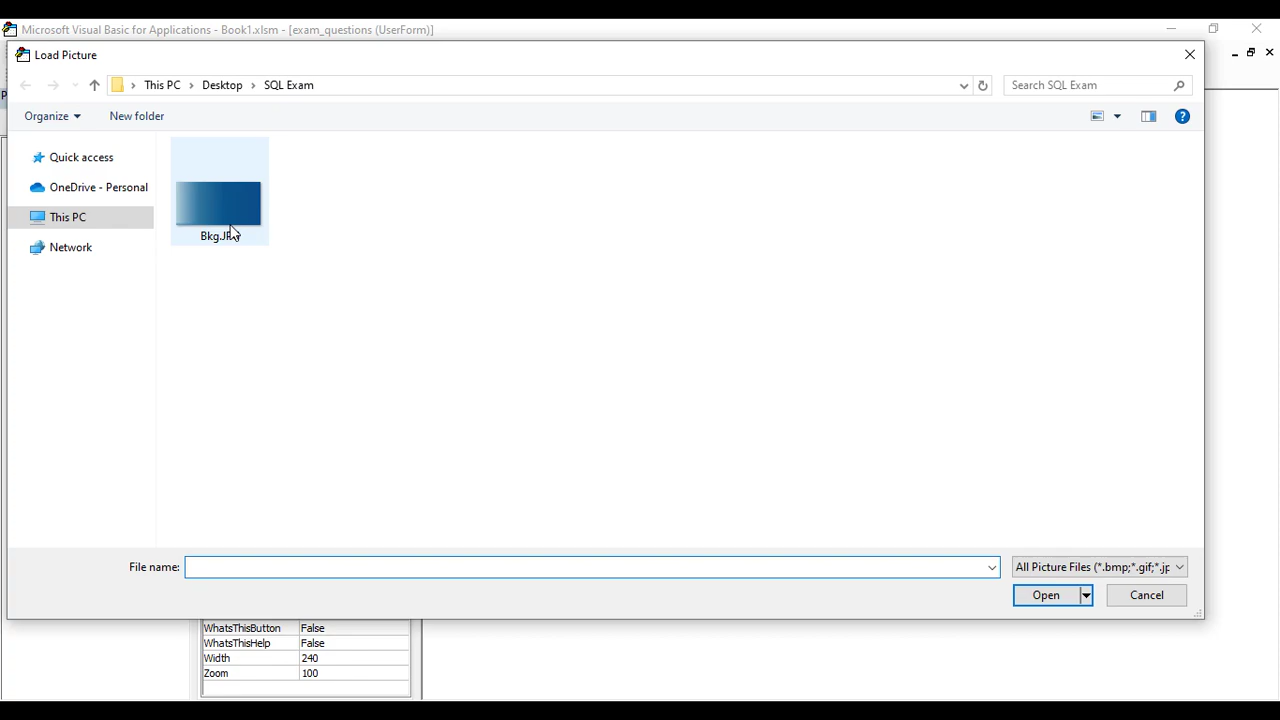 Microsoft Visual Basic for Applications - Book1.xlsm - [exam_questions (UserForm)]
Load Picture
This PC > Desktop > SQL Exam
Search SQL Exam
Organize
New folder
Quick access
OneDrive - Personal
This PC
Network
File name:
All Picture Files (*.bmp;*.gif;*.jp
Open
Cancel
WhatsThisButton False
WhatsThisHelp False
Width 240
Zoom 100